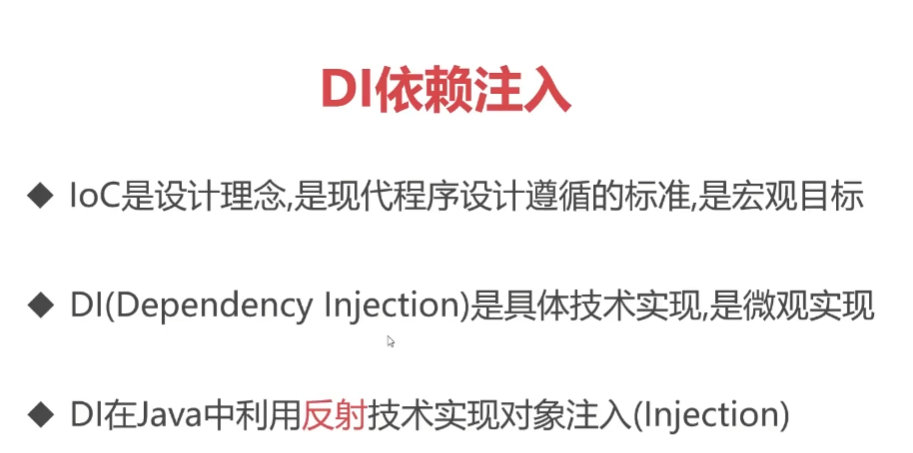 DI依赖注入
◆ IoC是设计理念,是现代程序设计遵循的标准,是宏观目标
◆ DI(Dependency Injection)是具体技术实现,是微观实现
◆ DI在Java中利用反射技术实现对象注入(Injection)